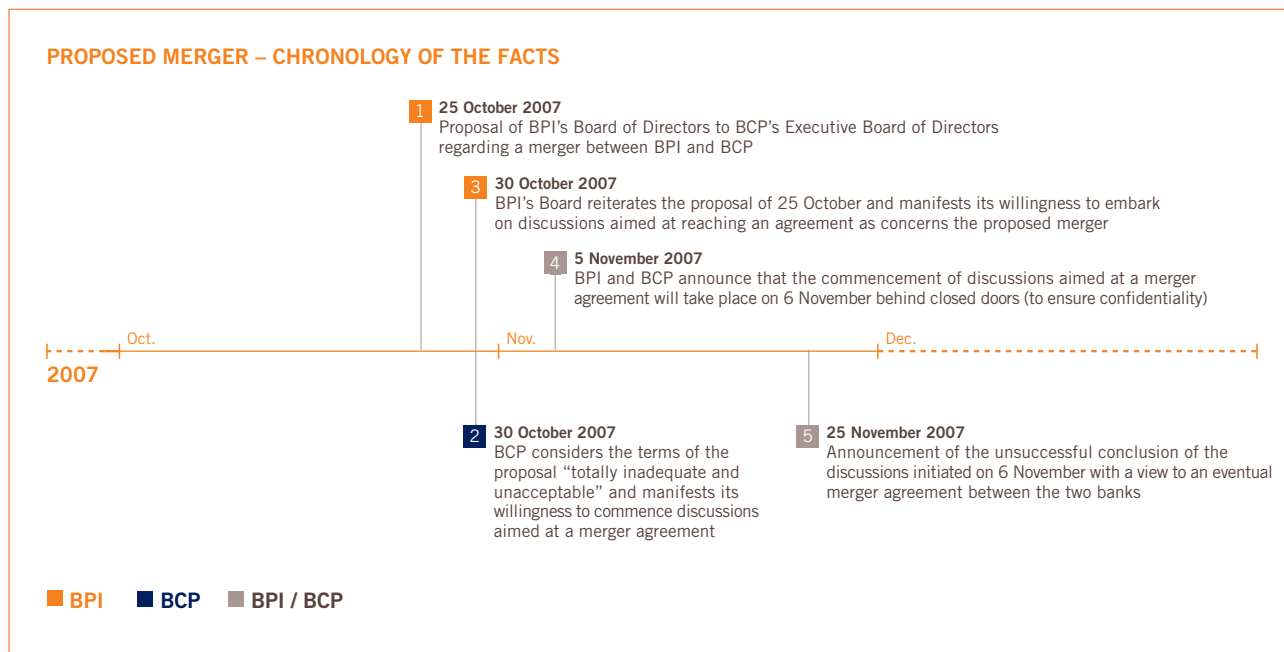 PROPOSED MERGER – CHRONOLOGY OF THE FACTS
1
25 October 2007
Proposal of BPI's Board of Directors to BCP's Executive Board of Directors
regarding a merger between BPI and BCP
3
30 October 2007
BPI's Board reiterates the proposal of 25 October and manifests its willingness to embark
on discussions aimed at reaching an agreement as concerns the proposed merger
4
5 November 2007
BPI and BCP announce that the commencement of discussions aimed at a merger
agreement will take place on 6 November behind closed doors (to ensure confidentiality)
Oct.
Nov.
Dec.
2007
2
30 October 2007
BCP considers the terms of the
proposal “totally inadequate and
unacceptable” and manifests its
willingness to commence discussions
aimed at a merger agreement
5
25 November 2007
Announcement of the unsuccessful conclusion of the
discussions initiated on 6 November with a view to an eventual
merger agreement between the two banks
BPI
BCP
BPI / BCP